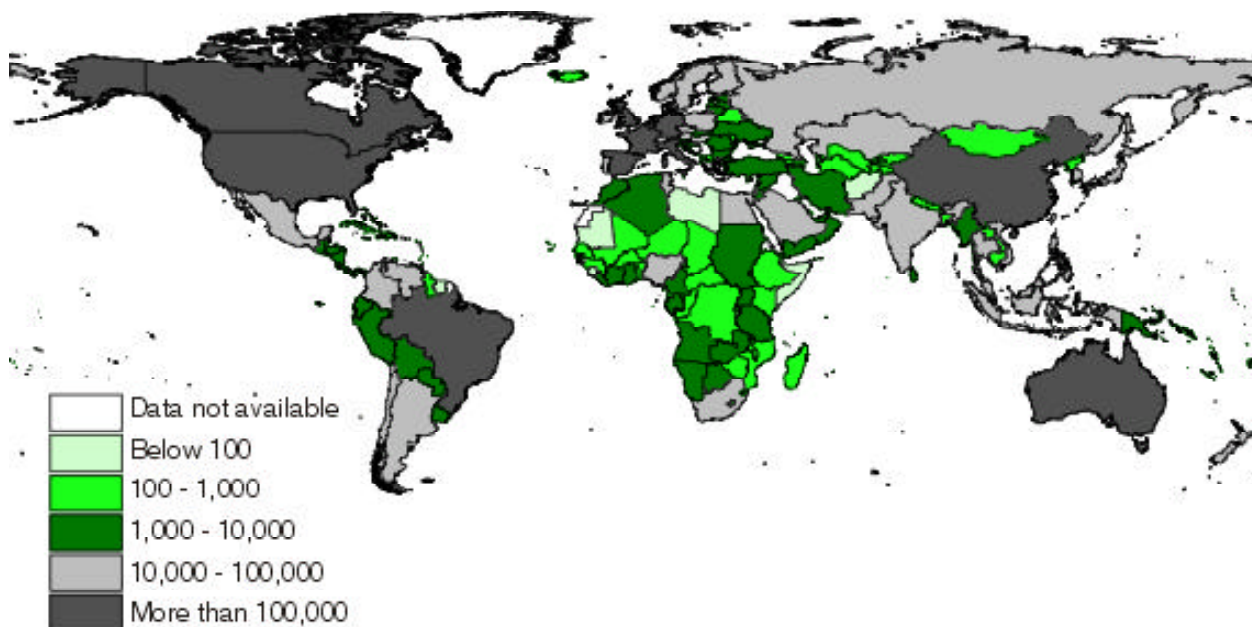 Data not available
Below 100
100 - 1,000
1,000 - 10,000
10,000 - 100,000
More than 100,000